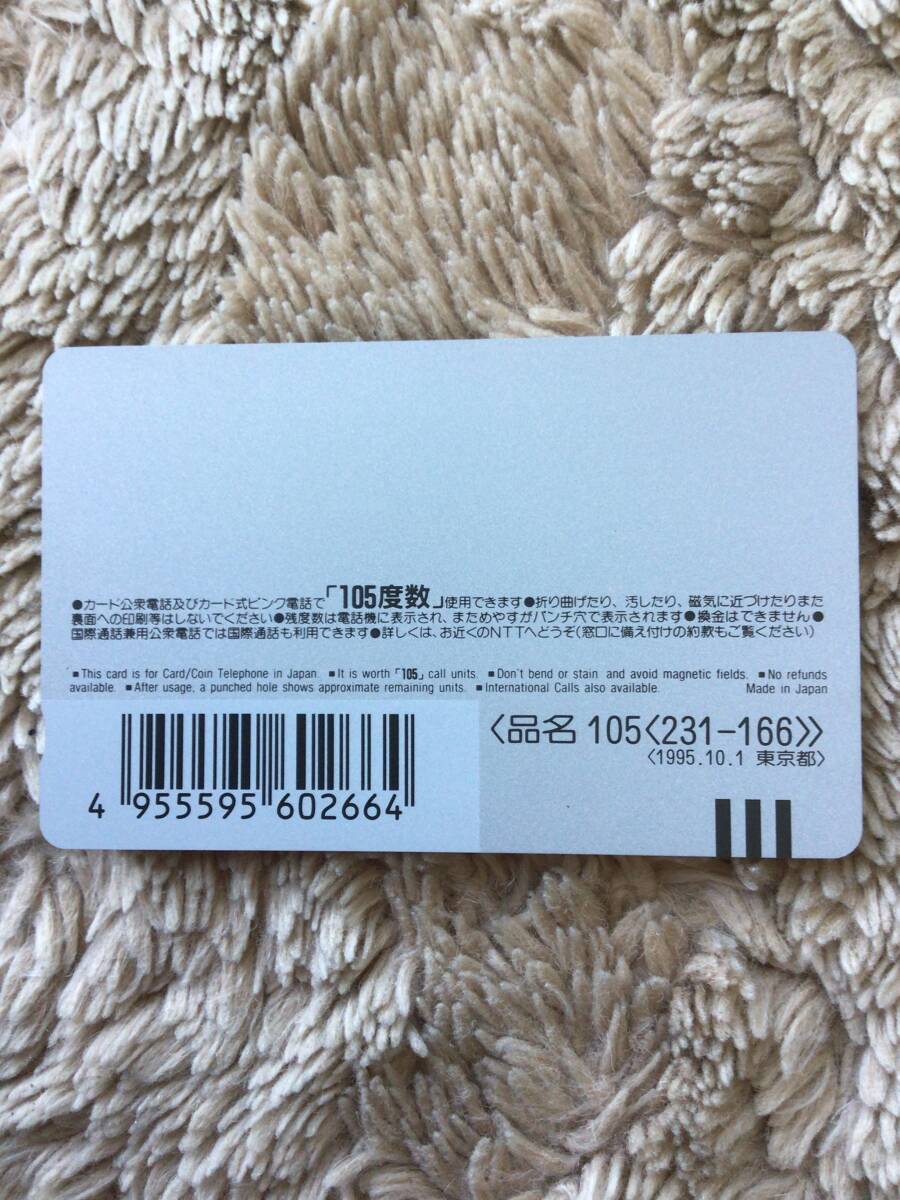 ●カード公衆電話及びカード式ピンク電話で「105度数」使用できます●折り曲げたり、汚したり、磁気に近づけたりまた
裏面への印刷等はしないでください●残度数は電話機に表示され、まためやすがパンチ穴で表示されます●換金はできません●
国際通話兼用公衆電話では国際通話も利用できます●詳しくは、お近くのNTTへどうぞ(窓口に備え付けの約款もご覧ください)
■This card is for Card/Coin Telephone in Japan. ■It is worth「105」call units. ■Don't bend or stain and avoid magnetic fields. ■No refunds
available. ■After usage, a punched hole shows approximate remaining units. ■International Calls also available. Made in Japan
〈品名 105〈231-166〉〉
〈1995.10.1 東京都〉
4 955595 602664